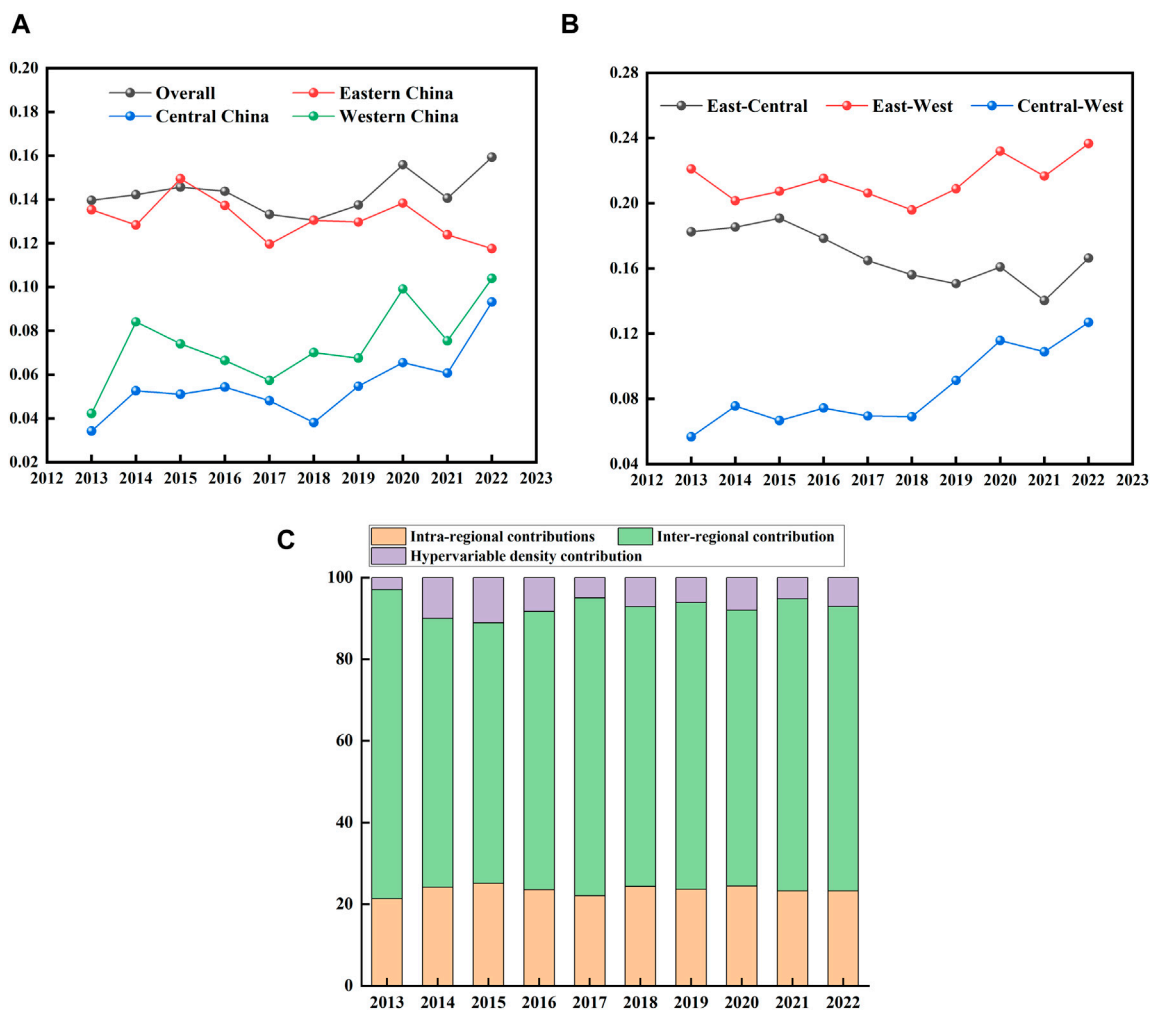 A
0.20
0.18
0.16
0.14
0.12
0.10
0.08
0.06
0.04
0.02
Overall
Eastern China
Central China
Western China
2012 2013 2014 2015 2016 2017 2018 2019 2020 2021 2022 2023
B
0.28
0.24
0.20
0.16
0.12
0.08
0.04
East-Central
East-West
Central-West
2012 2013 2014 2015 2016 2017 2018 2019 2020 2021 2022 2023
C
Intra-regional contributions
Inter-regional contribution
Hypervariable density contribution
100
80
60
40
20
0
2013 2014 2015 2016 2017 2018 2019 2020 2021 2022